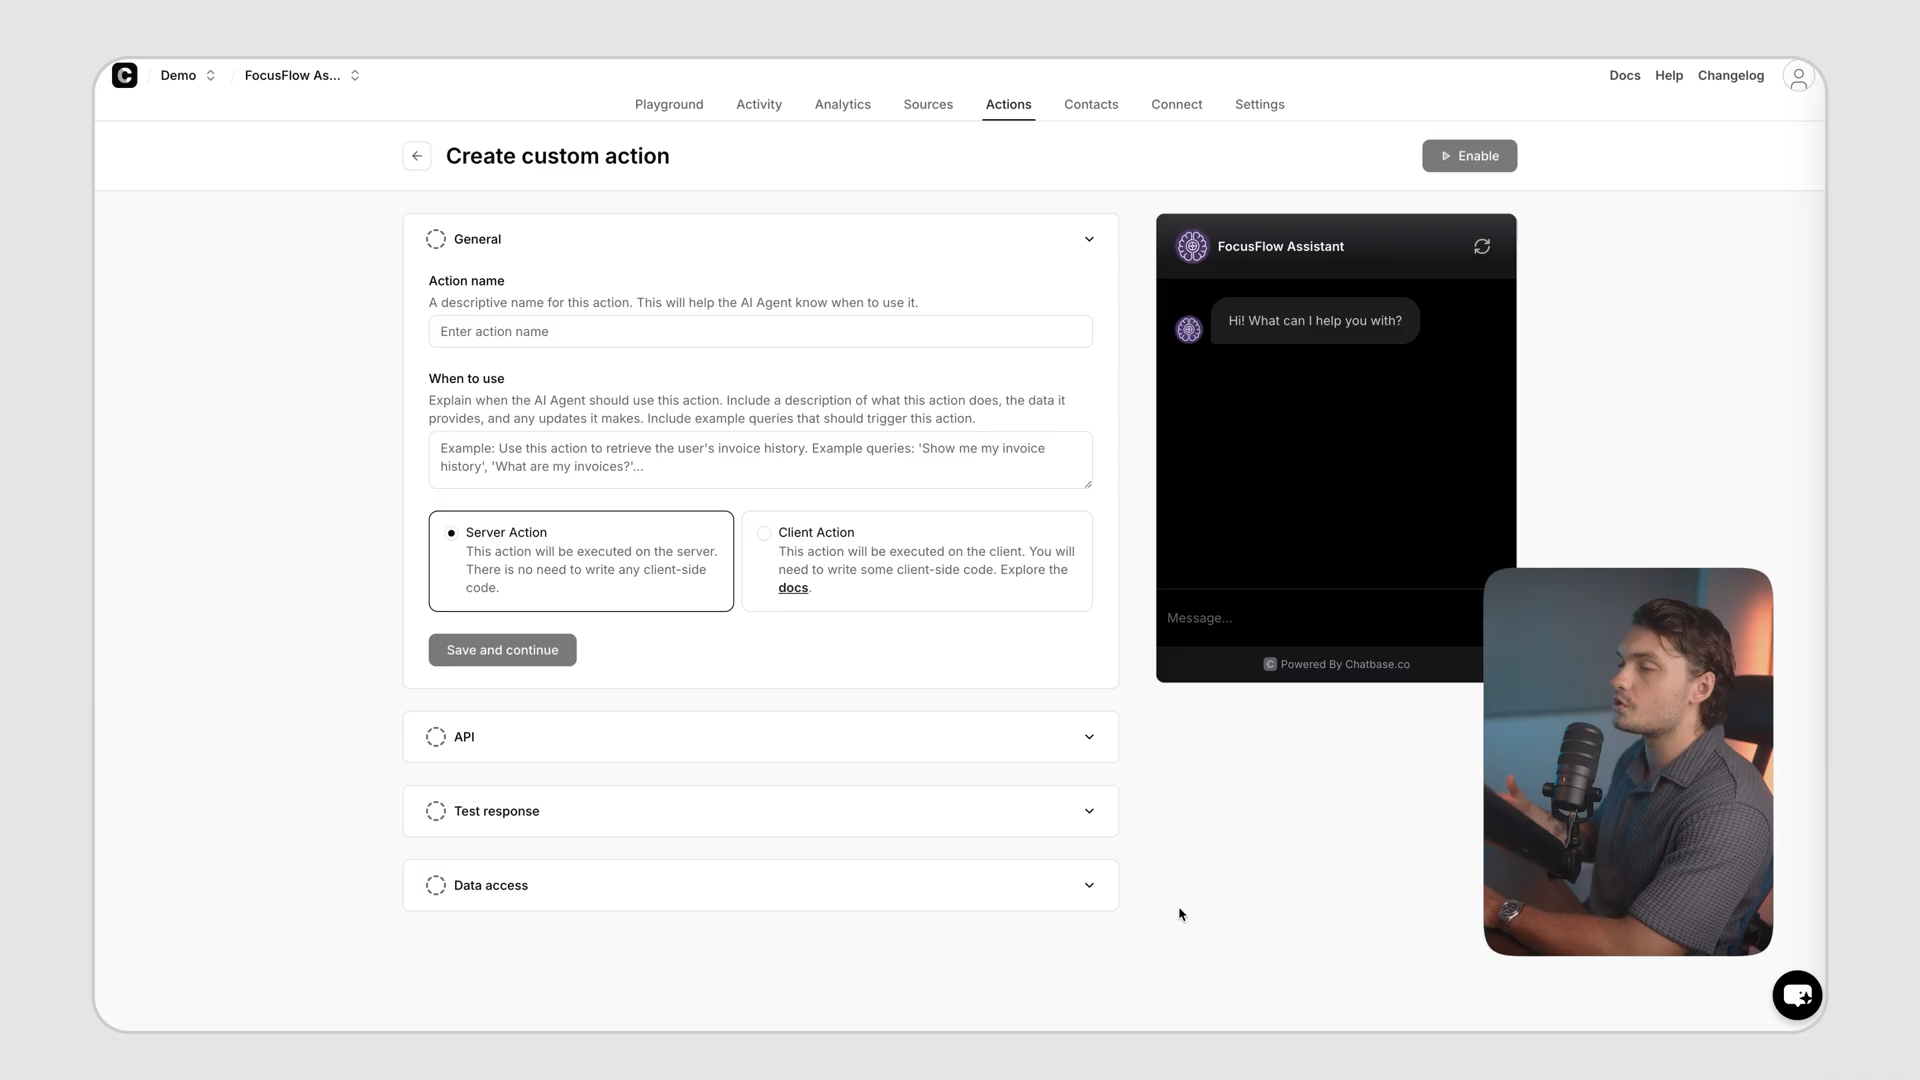 Demo
FocusFlow As...
Docs Help Changelog
Playground Activity Analytics Sources Actions Contacts Connect Settings
Create custom action
Enable
General
Action name
A descriptive name for this action. This will help the AI Agent know when to use it.
Enter action name
When to use
Explain when the AI Agent should use this action. Include a description of what this action does, the data it
provides, and any updates it makes. Include example queries that should trigger this action.
Example: Use this action to retrieve the user's invoice history. Example queries: 'Show me my invoice
history', 'What are my invoices?'...
Server Action
This action will be executed on the server.
There is no need to write any client-side
code.
Client Action
This action will be executed on the client. You will
need to write some client-side code. Explore the
docs.
Save and continue
API
Test response
Data access
FocusFlow Assistant
Hi! What can I help you with?
Message...
Powered By Chatbase.co